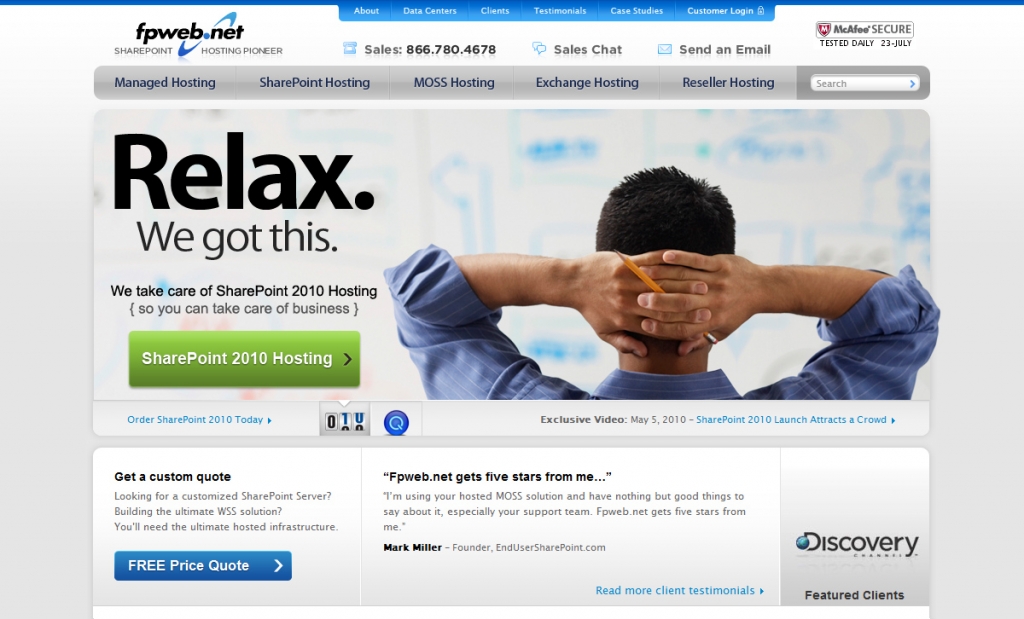 About
Data Centers
Clients
Testimonials
Case Studies
Customer Login
fpweb.net
SHAREPOINT HOSTING PIONEER
Sales: 866.780.4678
Sales Chat
Send an Email
McAfee SECURE
TESTED DAILY 23-JULY
Managed Hosting
SharePoint Hosting
MOSS Hosting
Exchange Hosting
Reseller Hosting
Search
Relax.
We got this.
We take care of SharePoint 2010 Hosting
{ so you can take care of business }
SharePoint 2010 Hosting
Order SharePoint 2010 Today
Exclusive Video: May 5, 2010 – SharePoint 2010 Launch Attracts a Crowd
Get a custom quote
Looking for a customized SharePoint Server?
Building the ultimate WSS solution?
You'll need the ultimate hosted infrastructure.
FREE Price Quote
“Fpweb.net gets five stars from me...”
"I'm using your hosted MOSS solution and have nothing but good things to
say about it, especially your support team. Fpweb.net gets five stars from
me."
Mark Miller – Founder, EndUserSharePoint.com
Read more client testimonials
Discovery
CHANNEL
Featured Clients